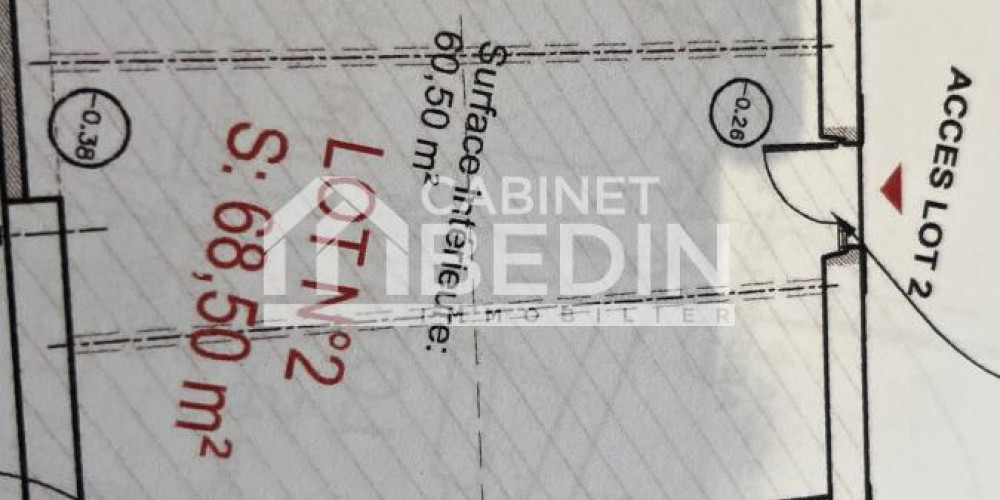 ACCES LOT 2
-0.26
Surface intérieure:
60,50 m²
LOT N°2
S: 68,50 m²
-0.38
CABINET
BEDIN
IMMOBILIER